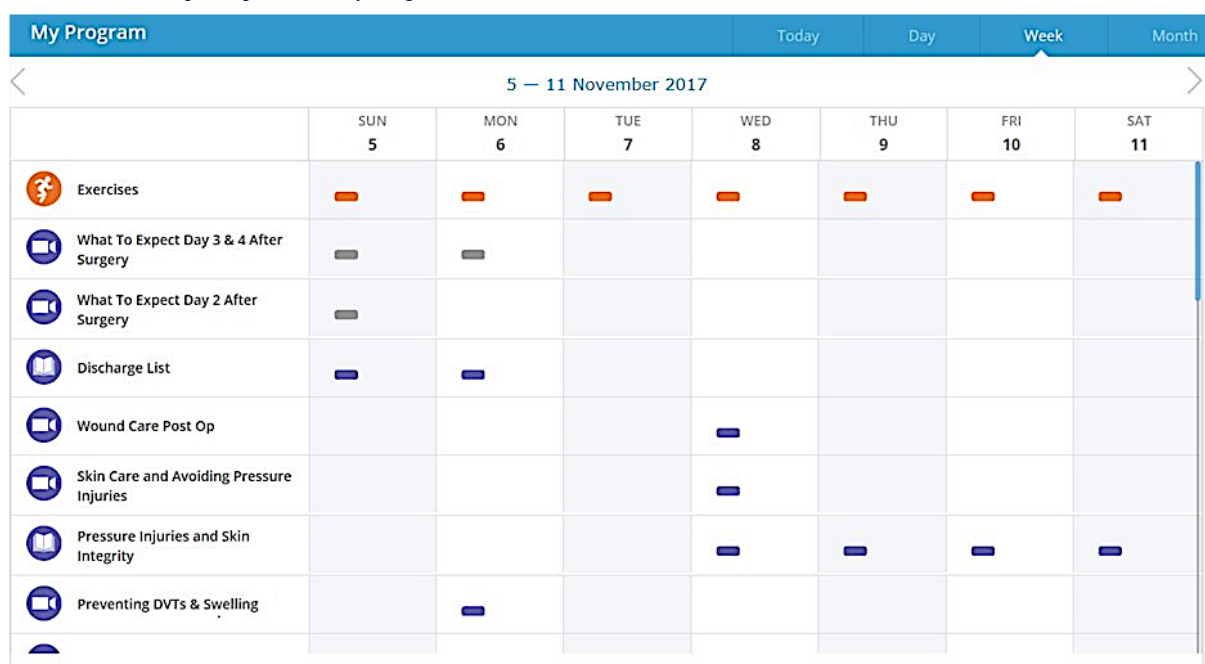 My Program
Today
Day
Week
Month
5 — 11 November 2017
SUN
MON
TUE
WED
THU
FRI
SAT
5
6
7
8
9
10
11
Exercises
What To Expect Day 3 & 4 After
Surgery
What To Expect Day 2 After
Surgery
Discharge List
Wound Care Post Op
Skin Care and Avoiding Pressure
Injuries
Pressure Injuries and Skin
Integrity
Preventing DVTs & Swelling